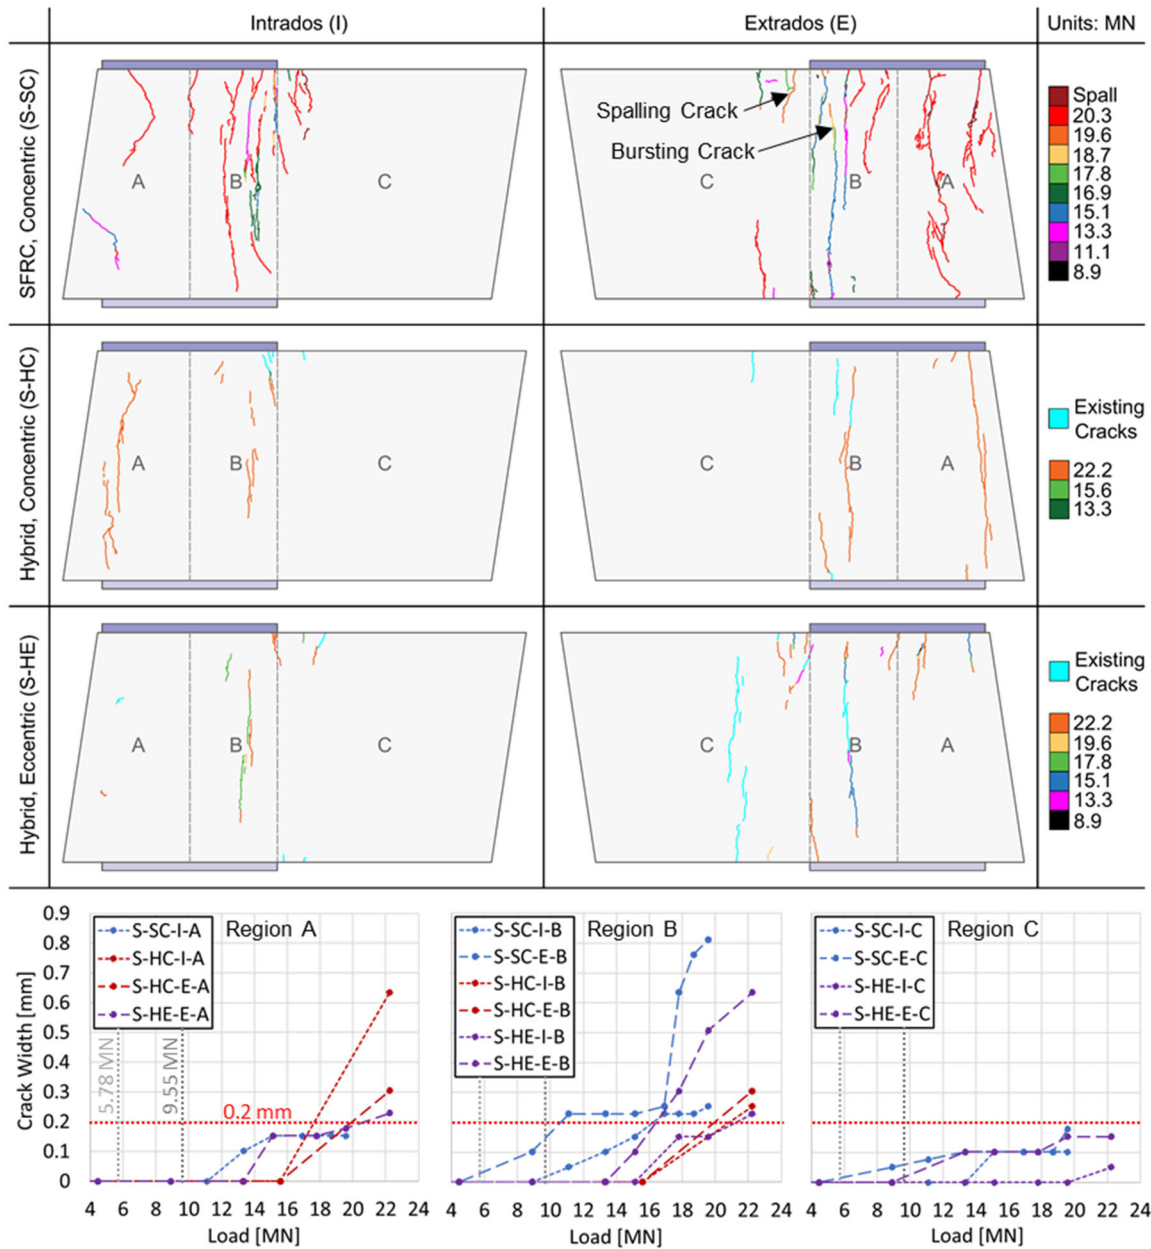 Intrados (I)
Extrados (E)
Units: MN
SFRC, Concentric (S-SC)
A
B
C
Spalling Crack
Bursting Crack
C
B
A
Spall
20.3
19.6
18.7
17.8
16.9
15.1
13.3
11.1
8.9
Hybrid, Concentric (S-HC)
A
B
C
C
B
A
Existing
Cracks
22.2
15.6
13.3
Hybrid, Eccentric (S-HE)
A
B
C
C
B
A
Existing
Cracks
22.2
19.6
17.8
15.1
13.3
8.9
Crack Width [mm]
0.9
0.8
0.7
0.6
0.5
0.4
0.3
0.2
0.1
0
S-SC-I-A
S-HC-I-A
S-HC-E-A
S-HE-E-A
Region A
5.78 MN
9.55 MN
0.2 mm
4 6 8 10 12 14 16 18 20 22 24
Load [MN]
S-SC-I-B
S-SC-E-B
S-HC-I-B
S-HC-E-B
S-HE-I-B
S-HE-E-B
Region B
4 6 8 10 12 14 16 18 20 22 24
Load [MN]
S-SC-I-C
S-SC-E-C
S-HE-I-C
S-HE-E-C
Region C
4 6 8 10 12 14 16 18 20 22 24
Load [MN]